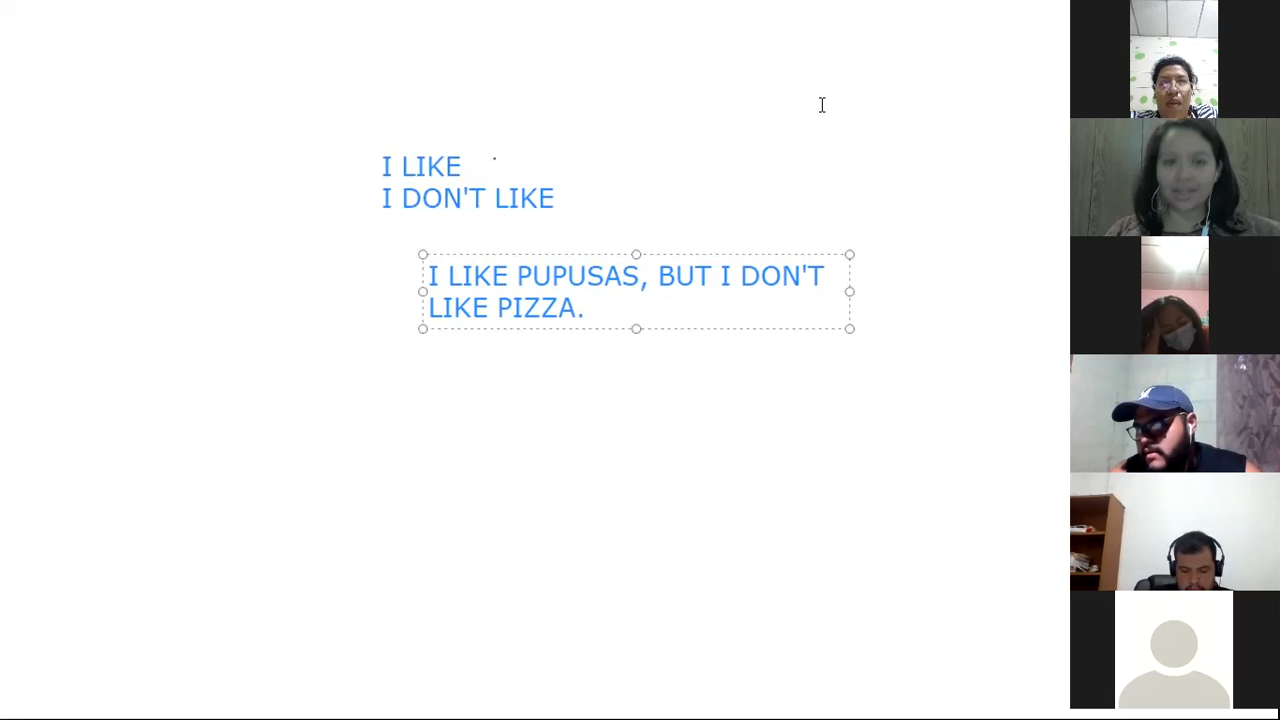 I LIKE
I DON'T LIKE
I LIKE PUPUSAS, BUT I DON'T
LIKE PIZZA.